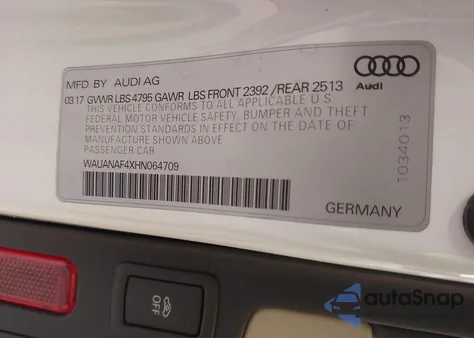 MFD. BY AUDI AG
Audi
03 17 GVWR LBS 4795 GAWR LBS FRONT 2392 /REAR 2513
THIS VEHICLE CONFORMS TO ALL APPLICABLE U S
FEDERAL MOTOR VEHICLE SAFETY, BUMPER AND THEFT
PREVENTION STANDARDS IN EFFECT ON THE DATE OF
MANUFACTURE SHOWN ABOVE
PASSENGER CAR
WAUANAF4XHN064709
1034013
GERMANY
OFF
autoSnap